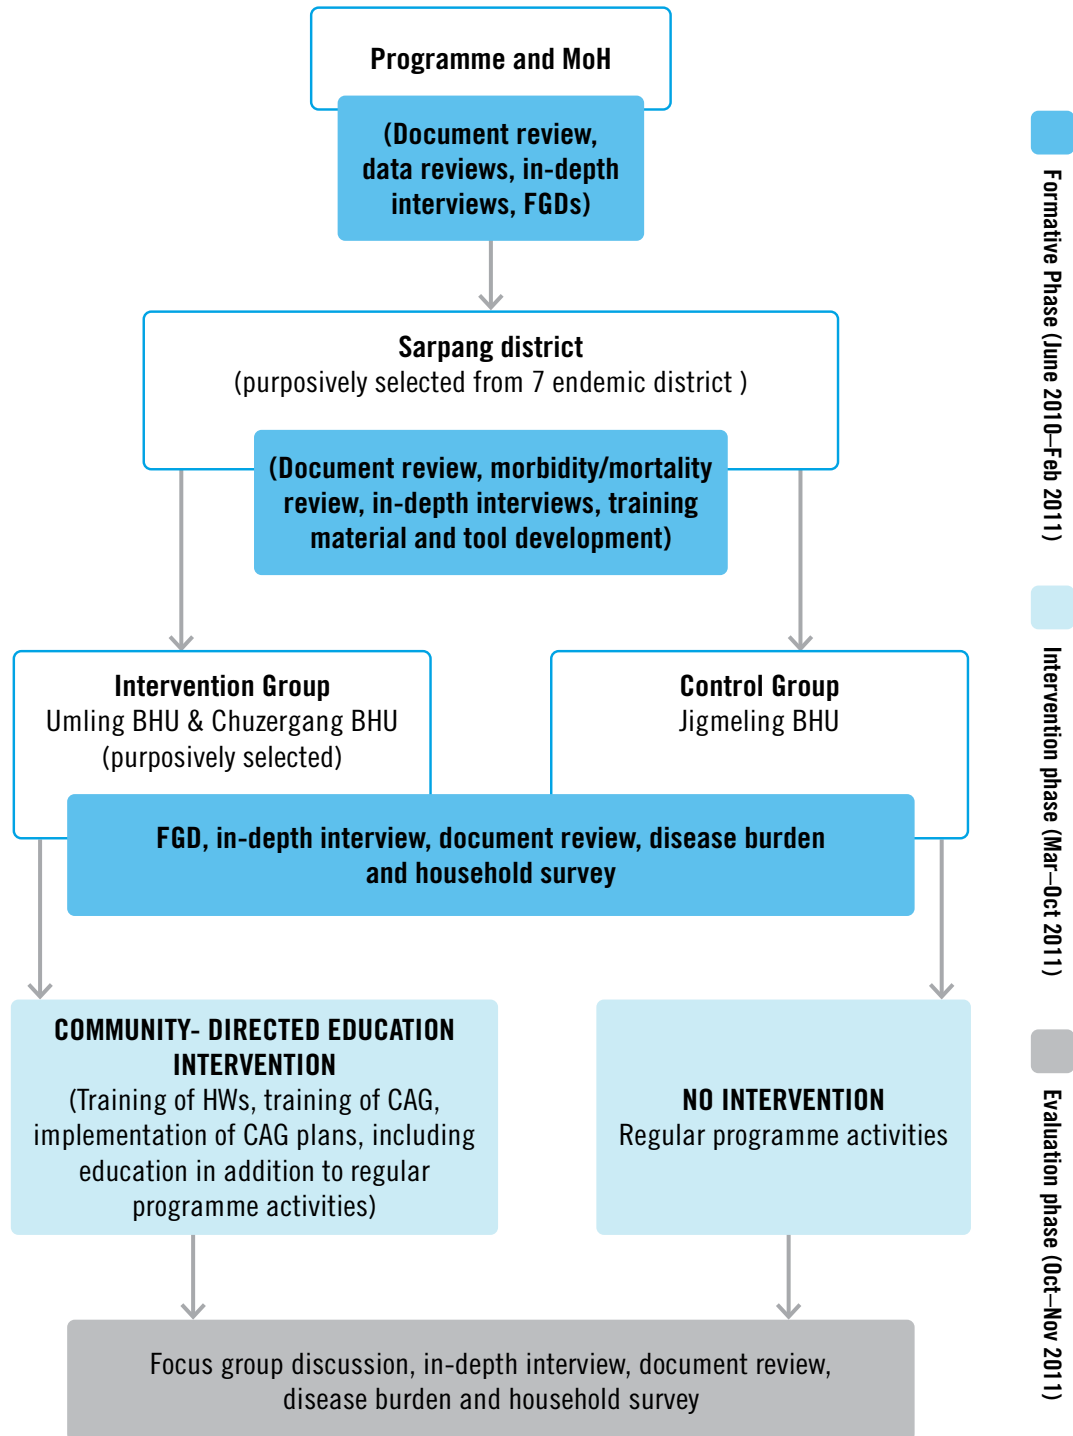 Programme and MoH
(Document review,
data reviews, in-depth
interviews, FGDs)
Sarpang district
(purposively selected from 7 endemic district )
(Document review, morbidity/mortality
review, in-depth interviews, training
material and tool development)
Intervention Group
Umling BHU & Chuzergang BHU
(purposively selected)
Control Group
Jigmeling BHU
FGD, in-depth interview, document review, disease burden
and household survey
COMMUNITY- DIRECTED EDUCATION
INTERVENTION
(Training of HWs, training of CAG,
implementation of CAG plans, including
education in addition to regular
programme activities)
NO INTERVENTION
Regular programme activities
Focus group discussion, in-depth interview, document review,
disease burden and household survey
Formative Phase (June 2010–Feb 2011)
Intervention phase (Mar–Oct 2011)
Evaluation phase (Oct–Nov 2011)